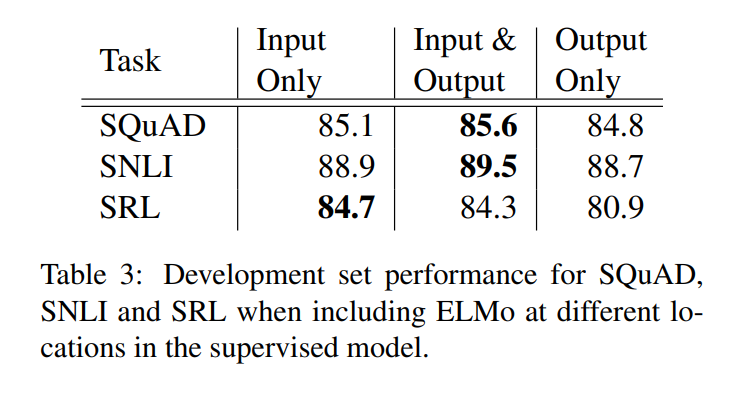 Task Input Only Input & Output Output Only
SQuAD 85.1 85.6 84.8
SNLI 88.9 89.5 88.7
SRL 84.7 84.3 80.9
Table 3: Development set performance for SQuAD,
SNLI and SRL when including ELMo at different lo-
cations in the supervised model.